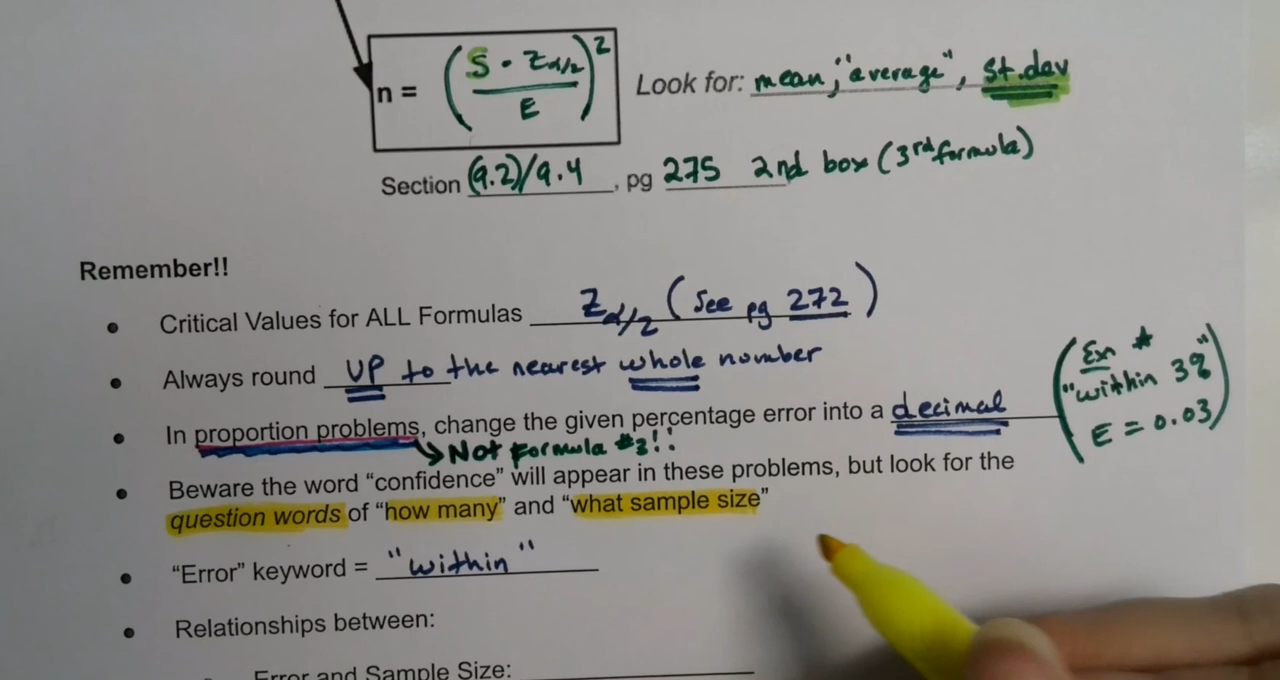 n = (S · Zα/2 / E)² Look for: mean, "average", st.dev
Section (9.2)/9.4, pg 275 2nd box (3rd formula)
Remember!!
• Critical Values for ALL Formulas Zα/2 (See pg 272)
• Always round UP to the nearest whole number
(Ex *
"within 3%"
E = 0.03)
• In proportion problems, change the given percentage error into a decimal
↳ Not Formula #3!!
• Beware the word “confidence” will appear in these problems, but look for the
question words of “how many” and “what sample size”
• “Error” keyword = "within"
• Relationships between:
Error and Sample Size: